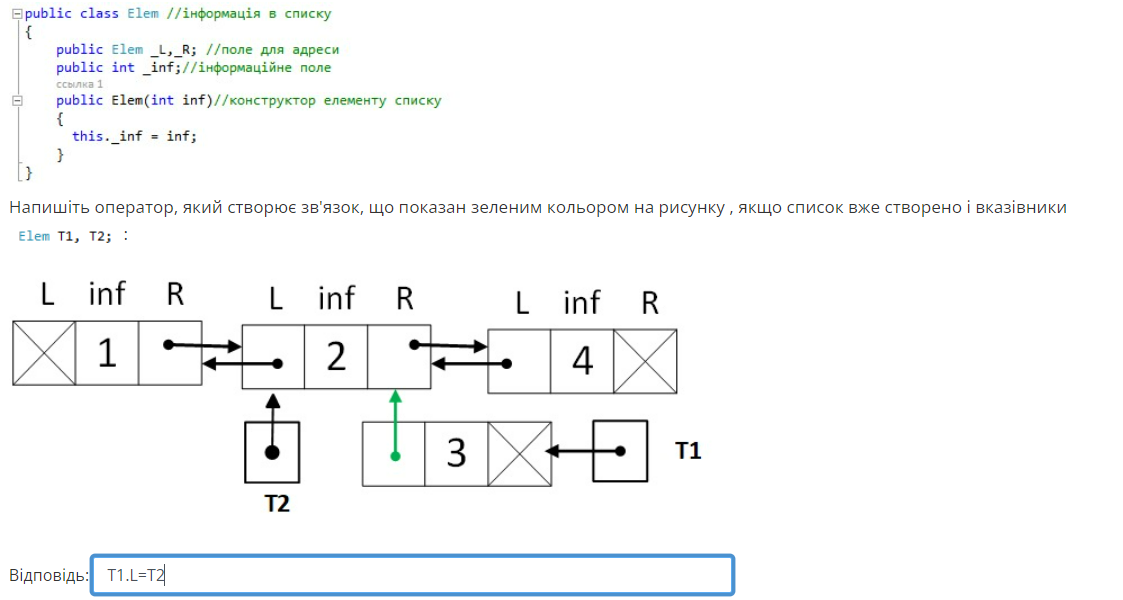 public class Elem //інформація в списку
{
public Elem _L,_R; //поле для адреси
public int _inf;//інформаційне поле
ссылка 1
public Elem(int inf)//конструктор елементу списку
{
this._inf = inf;
}
}
Напишіть оператор, який створює зв'язок, що показан зеленим кольором на рисунку , якщо список вже створено і вказівники
Elem T1, T2; :
L inf R L inf R L inf R
1 2 4
3 T1
T2
Відповідь: T1.L=T2